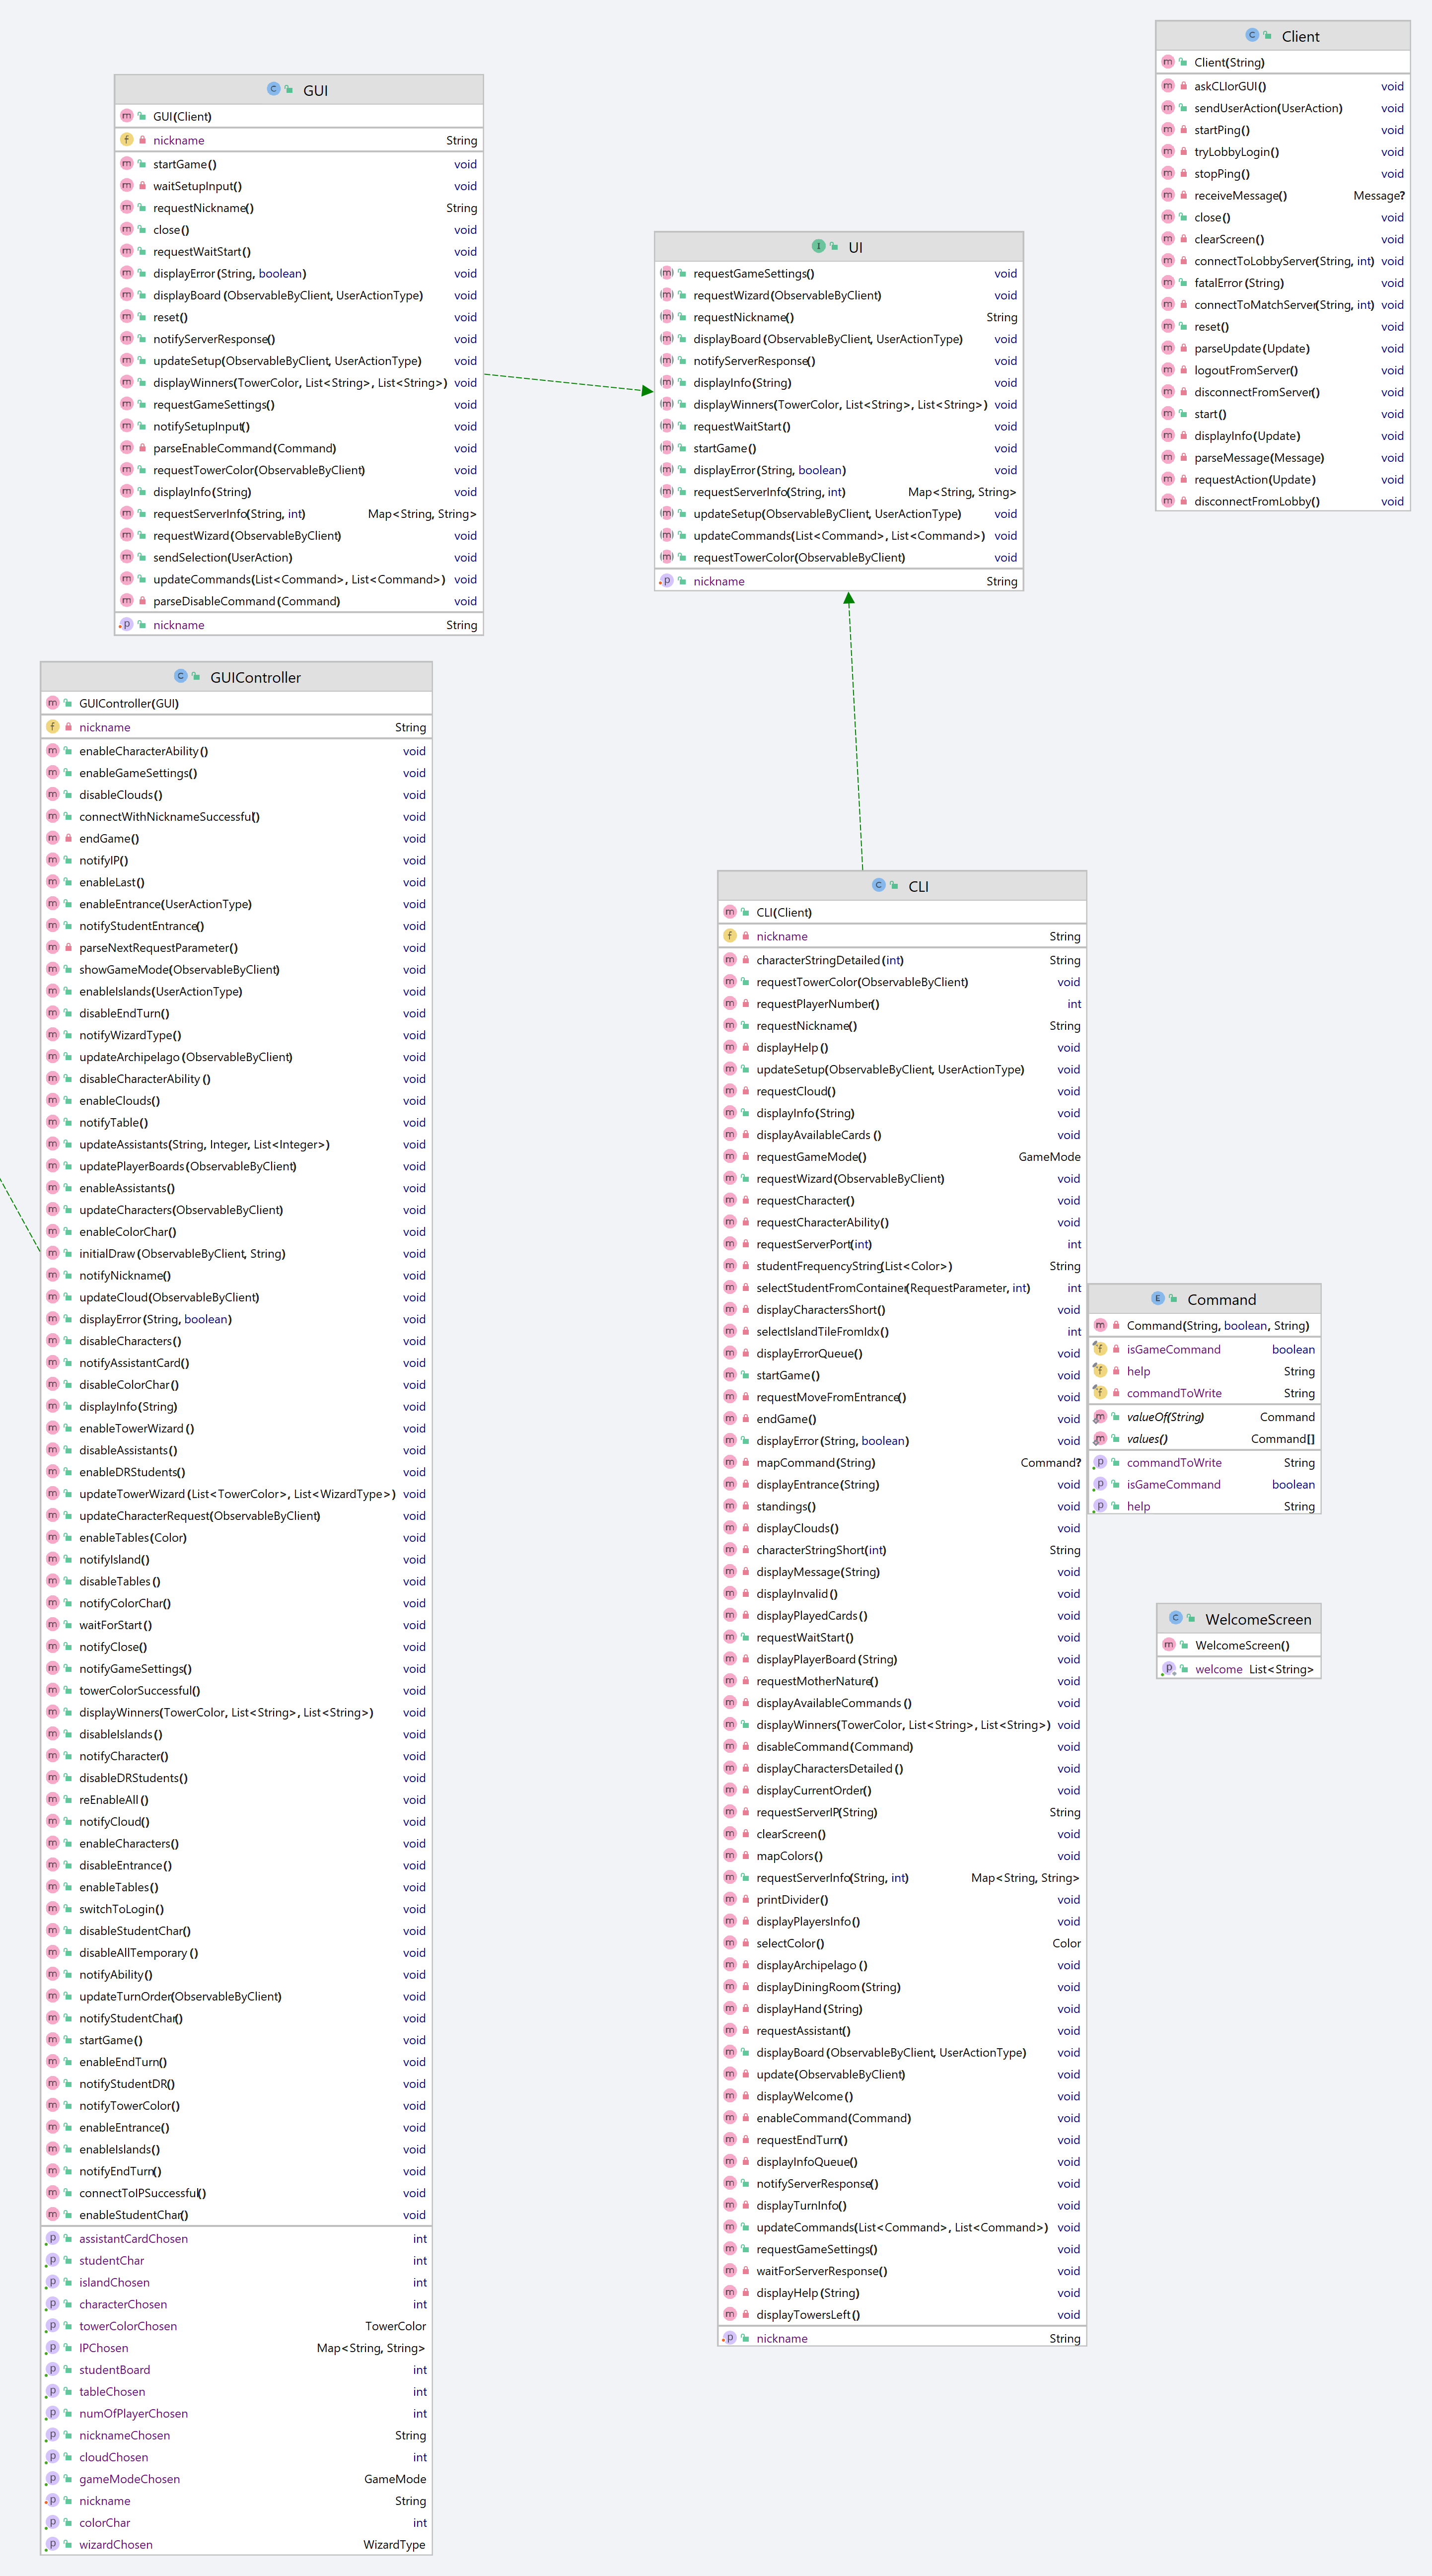 GUI
GUI(Client)
nickname String
startGame() void
waitSetupInput() void
requestNickname() String
close() void
requestWaitStart() void
displayError(String, boolean) void
displayBoard(ObservableByClient, UserActionType) void
reset() void
notifyServerResponse() void
updateSetup(ObservableByClient, UserActionType) void
displayWinners(TowerColor, List<String>, List<String>) void
requestGameSettings() void
notifySetupInput() void
parseEnableCommand(Command) void
requestTowerColor(ObservableByClient) void
displayInfo(String) void
requestServerInfo(String, int) Map<String, String>
requestWizard(ObservableByClient) void
sendSelection(UserAction) void
updateCommands(List<Command>, List<Command>) void
parseDisableCommand(Command) void
nickname String
UI
requestGameSettings() void
requestWizard(ObservableByClient) void
requestNickname() String
displayBoard(ObservableByClient, UserActionType) void
notifyServerResponse() void
displayInfo(String) void
displayWinners(TowerColor, List<String>, List<String>) void
requestWaitStart() void
startGame() void
displayError(String, boolean) void
requestServerInfo(String, int) Map<String, String>
updateSetup(ObservableByClient, UserActionType) void
updateCommands(List<Command>, List<Command>) void
requestTowerColor(ObservableByClient) void
nickname String
Client
Client(String)
askCLIorGUI() void
sendUserAction(UserAction) void
startPing() void
tryLobbyLogin() void
stopPing() void
receiveMessage() Message?
close() void
clearScreen() void
connectToLobbyServer(String, int) void
fatalError(String) void
connectToMatchServer(String, int) void
reset() void
parseUpdate(Update) void
logoutFromServer() void
disconnectFromServer() void
start() void
displayInfo(Update) void
parseMessage(Message) void
requestAction(Update) void
disconnectFromLobby() void
GUIController
GUIController(GUI)
nickname String
enableCharacterAbility() void
enableGameSettings() void
disableClouds() void
connectWithNicknameSuccessful() void
endGame() void
notifyIP() void
enableLast() void
enableEntrance(UserActionType) void
notifyStudentEntrance() void
parseNextRequestParameter() void
showGameMode(ObservableByClient) void
enableIslands(UserActionType) void
disableEndTurn() void
notifyWizardType() void
updateArchipelago(ObservableByClient) void
disableCharacterAbility() void
enableClouds() void
notifyTable() void
updateAssistants(String, Integer, List<Integer>) void
updatePlayerBoards(ObservableByClient) void
enableAssistants() void
updateCharacters(ObservableByClient) void
enableColorChar() void
initialDraw(ObservableByClient, String) void
notifyNickname() void
updateCloud(ObservableByClient) void
displayError(String, boolean) void
disableCharacters() void
notifyAssistantCard() void
disableColorChar() void
displayInfo(String) void
enableTowerWizard() void
disableAssistants() void
enableDRStudents() void
updateTowerWizard(List<TowerColor>, List<WizardType>) void
updateCharacterRequest(ObservableByClient) void
enableTables(Color) void
notifyIsland() void
disableTables() void
notifyColorChar() void
waitForStart() void
notifyClose() void
notifyGameSettings() void
towerColorSuccessful() void
displayWinners(TowerColor, List<String>, List<String>) void
disableIslands() void
notifyCharacter() void
disableDRStudents() void
reEnableAll() void
notifyCloud() void
enableCharacters() void
disableEntrance() void
enableTables() void
switchToLogin() void
disableStudentChar() void
disableAllTemporary() void
notifyAbility() void
updateTurnOrder(ObservableByClient) void
notifyStudentChar() void
startGame() void
enableEndTurn() void
notifyStudentDR() void
notifyTowerColor() void
enableEntrance() void
enableIslands() void
notifyEndTurn() void
connectToIPSuccessful() void
enableStudentChar() void
assistantCardChosen int
studentChar int
islandChosen int
characterChosen int
towerColorChosen TowerColor
IPChosen Map<String, String>
studentBoard int
tableChosen int
numOfPlayerChosen int
nicknameChosen String
cloudChosen int
gameModeChosen GameMode
nickname String
colorChar int
wizardChosen WizardType
CLI
CLI(Client)
nickname String
characterStringDetailed(int) String
requestTowerColor(ObservableByClient) void
requestPlayerNumber() int
requestNickname() String
displayHelp() void
updateSetup(ObservableByClient, UserActionType) void
requestCloud() void
displayInfo(String) void
displayAvailableCards() void
requestGameMode() GameMode
requestWizard(ObservableByClient) void
requestCharacter() void
requestCharacterAbility() void
requestServerPort(int) int
studentFrequencyString(List<Color>) String
selectStudentFromContainer(RequestParameter, int) int
displayCharactersShort() void
selectIslandTileFromIdx() int
displayErrorQueue() void
startGame() void
requestMoveFromEntrance() void
endGame() void
displayError(String, boolean) void
mapCommand(String) Command?
displayEntrance(String) void
standings() void
displayClouds() void
characterStringShort(int) String
displayMessage(String) void
displayInvalid() void
displayPlayedCards() void
requestWaitStart() void
displayPlayerBoard(String) void
requestMotherNature() void
displayAvailableCommands() void
displayWinners(TowerColor, List<String>, List<String>) void
disableCommand(Command) void
displayCharactersDetailed() void
displayCurrentOrder() void
requestServerIP(String) String
clearScreen() void
mapColors() void
requestServerInfo(String, int) Map<String, String>
printDivider() void
displayPlayersInfo() void
selectColor() Color
displayArchipelago() void
displayDiningRoom(String) void
displayHand(String) void
requestAssistant() void
displayBoard(ObservableByClient, UserActionType) void
update(ObservableByClient) void
displayWelcome() void
enableCommand(Command) void
requestEndTurn() void
displayInfoQueue() void
notifyServerResponse() void
displayTurnInfo() void
updateCommands(List<Command>, List<Command>) void
requestGameSettings() void
waitForServerResponse() void
displayHelp(String) void
displayTowersLeft() void
nickname String
Command
Command(String, boolean, String)
isGameCommand boolean
help String
commandToWrite String
valueOf(String) Command
values() Command[]
commandToWrite String
isGameCommand boolean
help String
WelcomeScreen
WelcomeScreen()
welcome List<String>